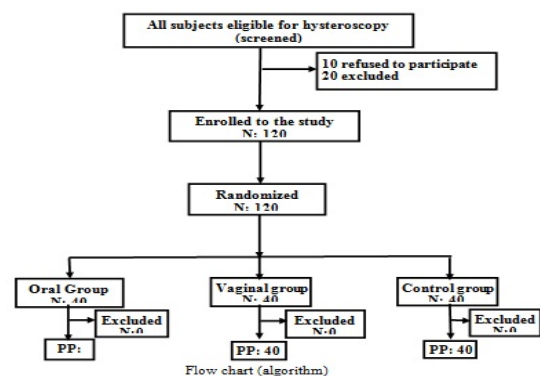 All subjects eligible for hysteroscopy
(screened)
10 refused to participate
20 excluded
Enrolled to the study
N: 120
Randomized
N: 120
Oral Group
N: 40
Vaginal group
N: 40
Control group
N: 40
Excluded
N:0
Excluded
N:0
Excluded
N:0
PP:
PP: 40
PP: 40
Flow chart (algorithm)